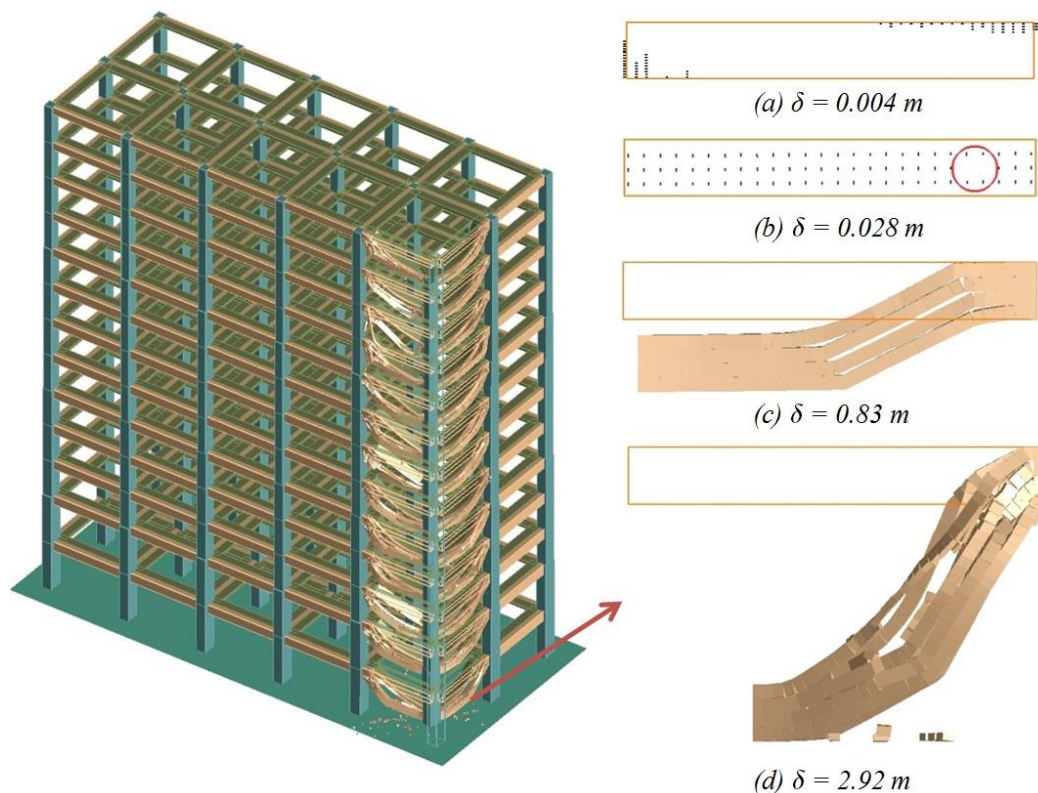 (a) δ = 0.004 m
(b) δ = 0.028 m
(c) δ = 0.83 m
(d) δ = 2.92 m